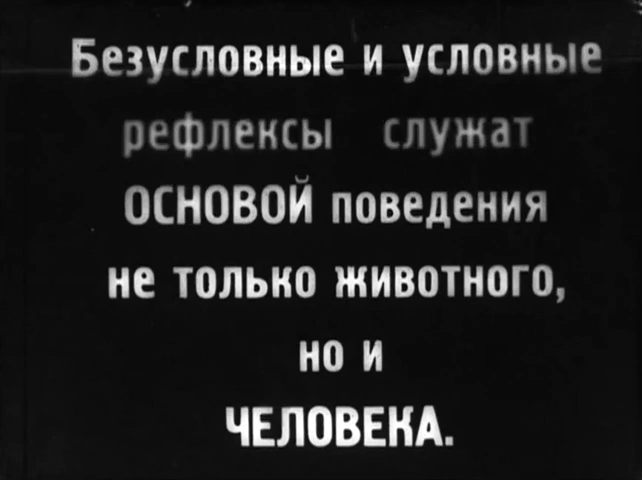 Безусловные и условные
рефлексы служат
ОСНОВОЙ поведения
не только животного,
но и
ЧЕЛОВЕКА.